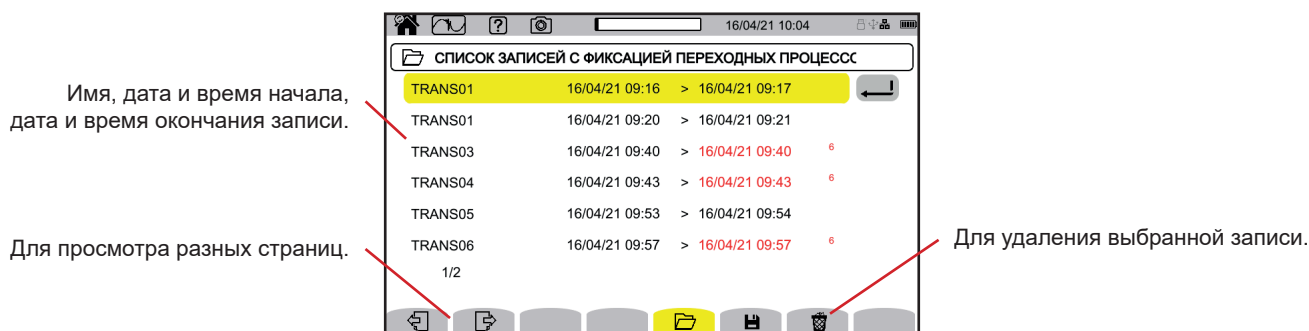 ? 16/04/21 10:04
СПИСОК ЗАПИСЕЙ С ФИКСАЦИЕЙ ПЕРЕХОДНЫХ ПРОЦЕСС
TRANS01 16/04/21 09:16 > 16/04/21 09:17
Имя, дата и время начала,
дата и время окончания записи.
TRANS01 16/04/21 09:20 > 16/04/21 09:21
TRANS03 16/04/21 09:40 > 16/04/21 09:40 6
TRANS04 16/04/21 09:43 > 16/04/21 09:43 6
TRANS05 16/04/21 09:53 > 16/04/21 09:54
TRANS06 16/04/21 09:57 > 16/04/21 09:57 6
Для просмотра разных страниц.
Для удаления выбранной записи.
1/2